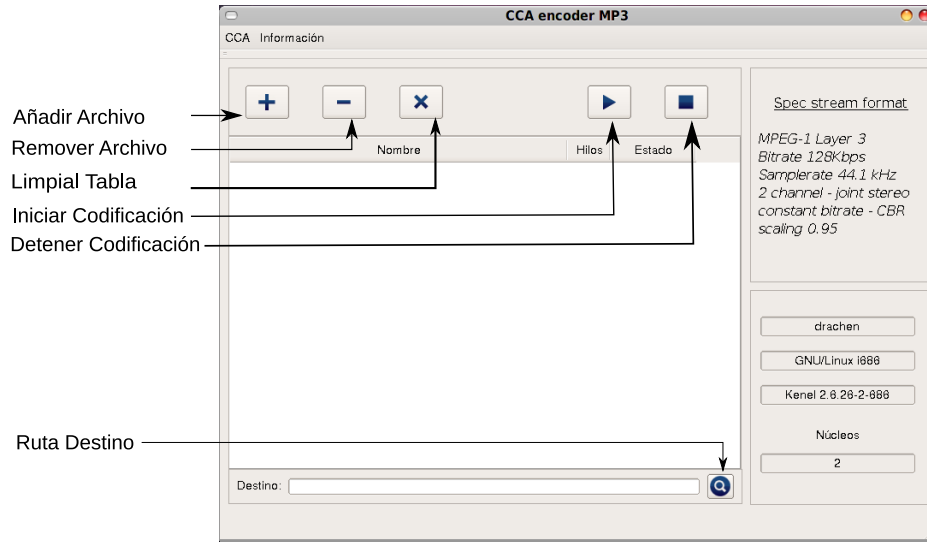 CCA encoder MP3
CCA Información
Añadir Archivo
Remover Archivo
Limpial Tabla
Iniciar Codificación
Detener Codificación
Ruta Destino
Nombre Hilos Estado
Destino:
Spec stream format
MPEG-1 Layer 3
Bitrate 128Kbps
Samplerate 44.1 kHz
2 channel - joint stereo
constant bitrate - CBR
scaling 0.95
drachen
GNU/Linux i686
Kenel 2.6.26-2-686
Núcleos
2